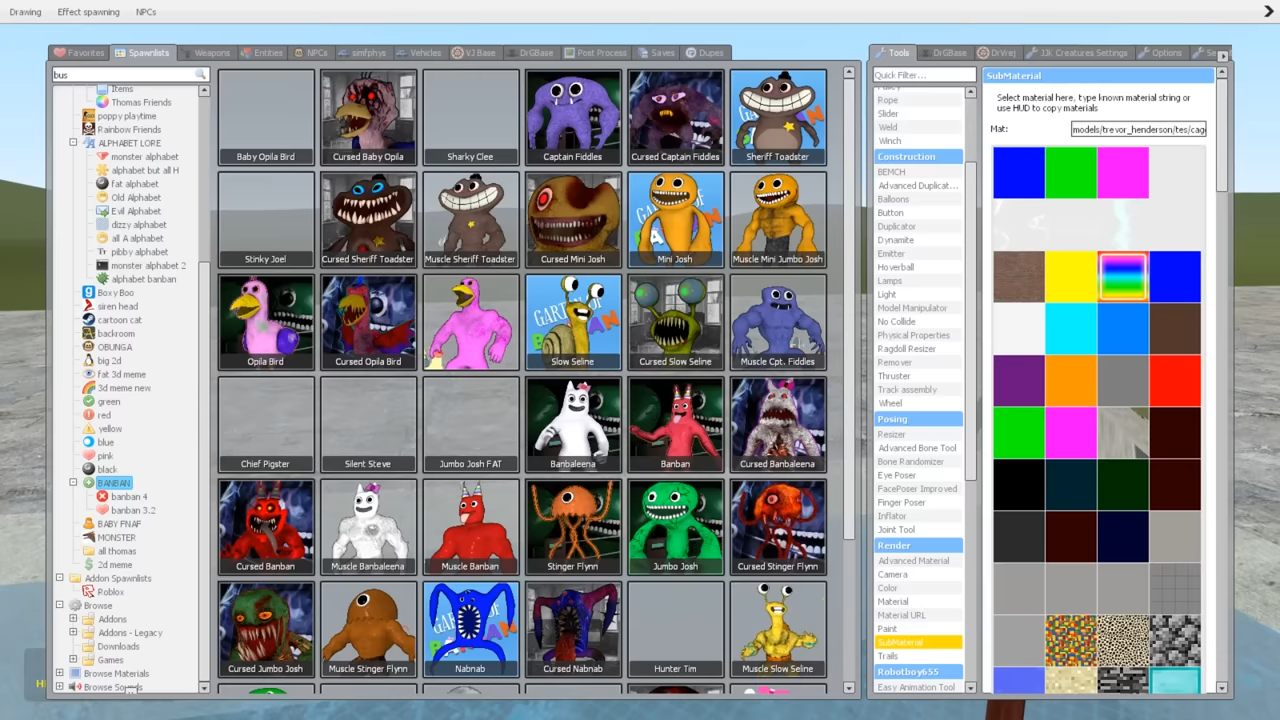 Drawing Effect spawning NPCs
Favorites Spawnlists Weapons Entities NPCs simfphys Vehicles VJ Base DrGBase Post Process Saves Dupes
bus
Items
Thomas Friends
poppy playtime
Rainbow Friends
ALPHABET LORE
monster alphabet
alphabet but all H
fat alphabet
Old Alphabet
Evil Alphabet
dizzy alphabet
all A alphabet
pibby alphabet
monster alphabet 2
alphabet banban
Boxy Boo
siren head
cartoon cat
backroom
OBUNGA
big 2d
fat 3d meme
3d meme new
green
red
yellow
blue
pink
black
BANBAN
banban 4
banban 3.2
BABY FNAF
MONSTER
all thomas
2d meme
Addon Spawnlists
Roblox
Browse
Addons
Addons - Legacy
Downloads
Games
Browse Materials
Browse Sounds
Baby Opila Bird Cursed Baby Opila Sharky Clee Captain Fiddles Cursed Captain Fiddles Sheriff Toadster
Stinky Joel Cursed Sheriff Toadster Muscle Sheriff Toadster Cursed Mini Josh Mini Josh Muscle Mini Jumbo Josh
Opila Bird Cursed Opila Bird Slow Seline Cursed Slow Seline Muscle Cpt. Fiddles
Chief Pigster Silent Steve Jumbo Josh FAT Banbaleena Banban Cursed Banbaleena
Cursed Banban Muscle Banbaleena Muscle Banban Stinger Flynn Jumbo Josh Cursed Stinger Flynn
Cursed Jumbo Josh Muscle Stinger Flynn Nabnab Cursed Nabnab Hunter Tim Muscle Slow Seline
Tools DrGBase DrVrej JJk Creatures Settings Options
Quick Filter...
Rope
Slider
Weld
Winch
Construction
BEMCH
Advanced Duplicat...
Balloons
Button
Duplicator
Dynamite
Emitter
Hoverball
Lamps
Light
Model Manipulator
No Collide
Physical Properties
Ragdoll Resizer
Remover
Thruster
Track assembly
Wheel
Posing
Resizer
Advanced Bone Tool
Bone Randomizer
Eye Poser
FacePoser Improved
Finger Poser
Inflator
Joint Tool
Render
Advanced Material
Camera
Color
Material
Material URL
Paint
SubMaterial
Trails
Robotboy655
Easy Animation Tool
SubMaterial
Select material here, type known material string or
use HUD to copy materials
Mat: models/trevor_henderson/tes/cag